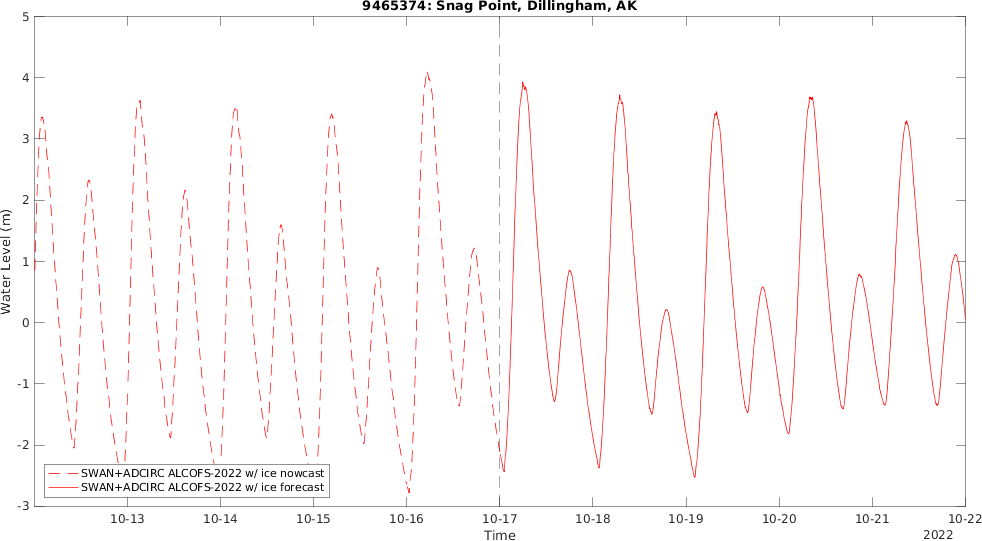 9465374: Snag Point, Dillingham, AK
5
4
3
2
1
0
-1
-2
-3
Water Level (m)
SWAN+ADCIRC ALCOFS-2022 w/ ice nowcast
SWAN+ADCIRC ALCOFS-2022 w/ ice forecast
10-13 10-14 10-15 10-16 10-17 10-18 10-19 10-20 10-21 10-22
Time
2022